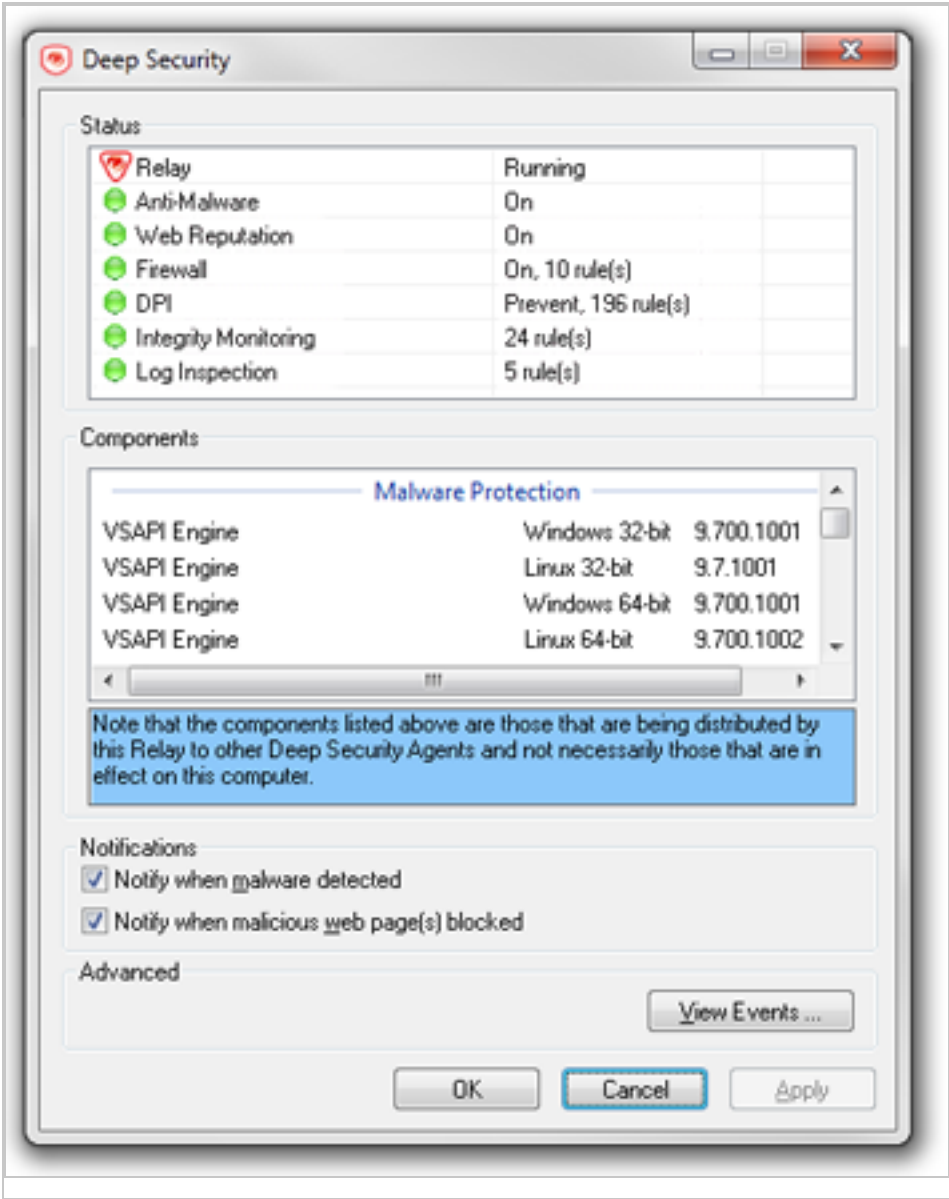 Deep Security
Status
Relay Running
Anti-Malware On
Web Reputation On
Firewall On, 10 rule(s)
DPI Prevent, 196 rule(s)
Integrity Monitoring 24 rule(s)
Log Inspection 5 rule(s)
Components
Malware Protection
VSAPI Engine Windows 32-bit 9.700.1001
VSAPI Engine Linux 32-bit 9.7.1001
VSAPI Engine Windows 64-bit 9.700.1001
VSAPI Engine Linux 64-bit 9.700.1002
Note that the components listed above are those that are being distributed by
this Relay to other Deep Security Agents and not necessarily those that are in
effect on this computer.
Notifications
Notify when malware detected
Notify when malicious web page(s) blocked
Advanced
View Events ...
OK Cancel Apply